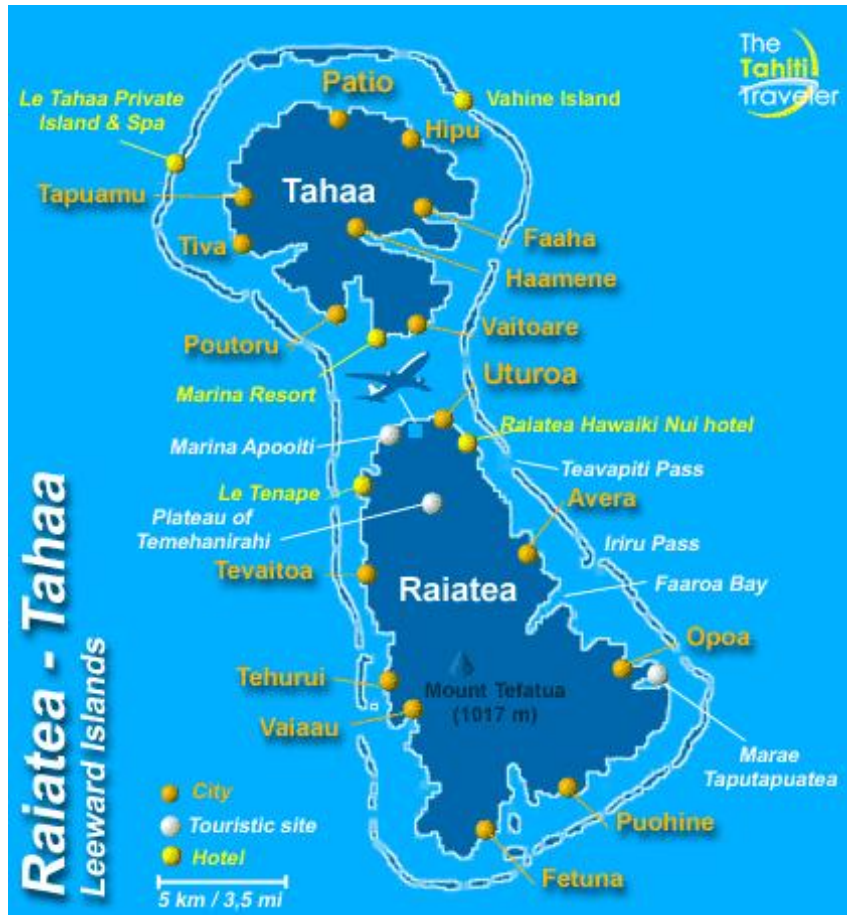 The
Tahiti
Traveler
Le Tahaa Private
Island & Spa
Patio
Vahine Island
Hipu
Tapuamu
Tahaa
Tiva
Faaha
Haamene
Poutoru
Vaitoare
Marina Resort
Uturoa
Marina Apooiti
Raiatea Hawaiki Nui hotel
Teavapiti Pass
Le Tenape
Plateau of
Temehanirahi
Avera
Iriru Pass
Tevaitoa
Raiatea
Faaroa Bay
Opoa
Tehurui
Mount Tefatua
(1017 m)
Vaiaau
Marae
Taputapuatea
Puohine
Fetuna
Raiatea - Tahaa
Leeward Islands
City
Touristic site
Hotel
5 km / 3,5 mi